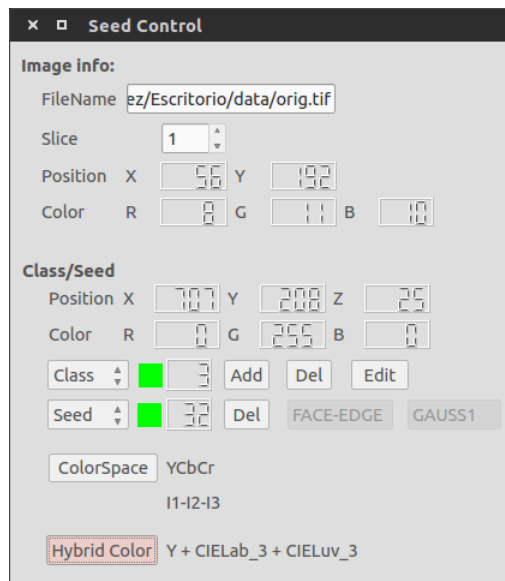 Seed Control
Image info:
FileName ez/Escritorio/data/orig.tif
Slice 1
Position X 56 Y 192
Color R 8 G 11 B 10
Class/Seed
Position X 707 Y 208 Z 25
Color R 0 G 255 B 0
Class 3 Add Del Edit
Seed 32 Del FACE-EDGE GAUSS1
ColorSpace YCbCr
I1-I2-I3
Hybrid Color Y + CIELab_3 + CIELuv_3